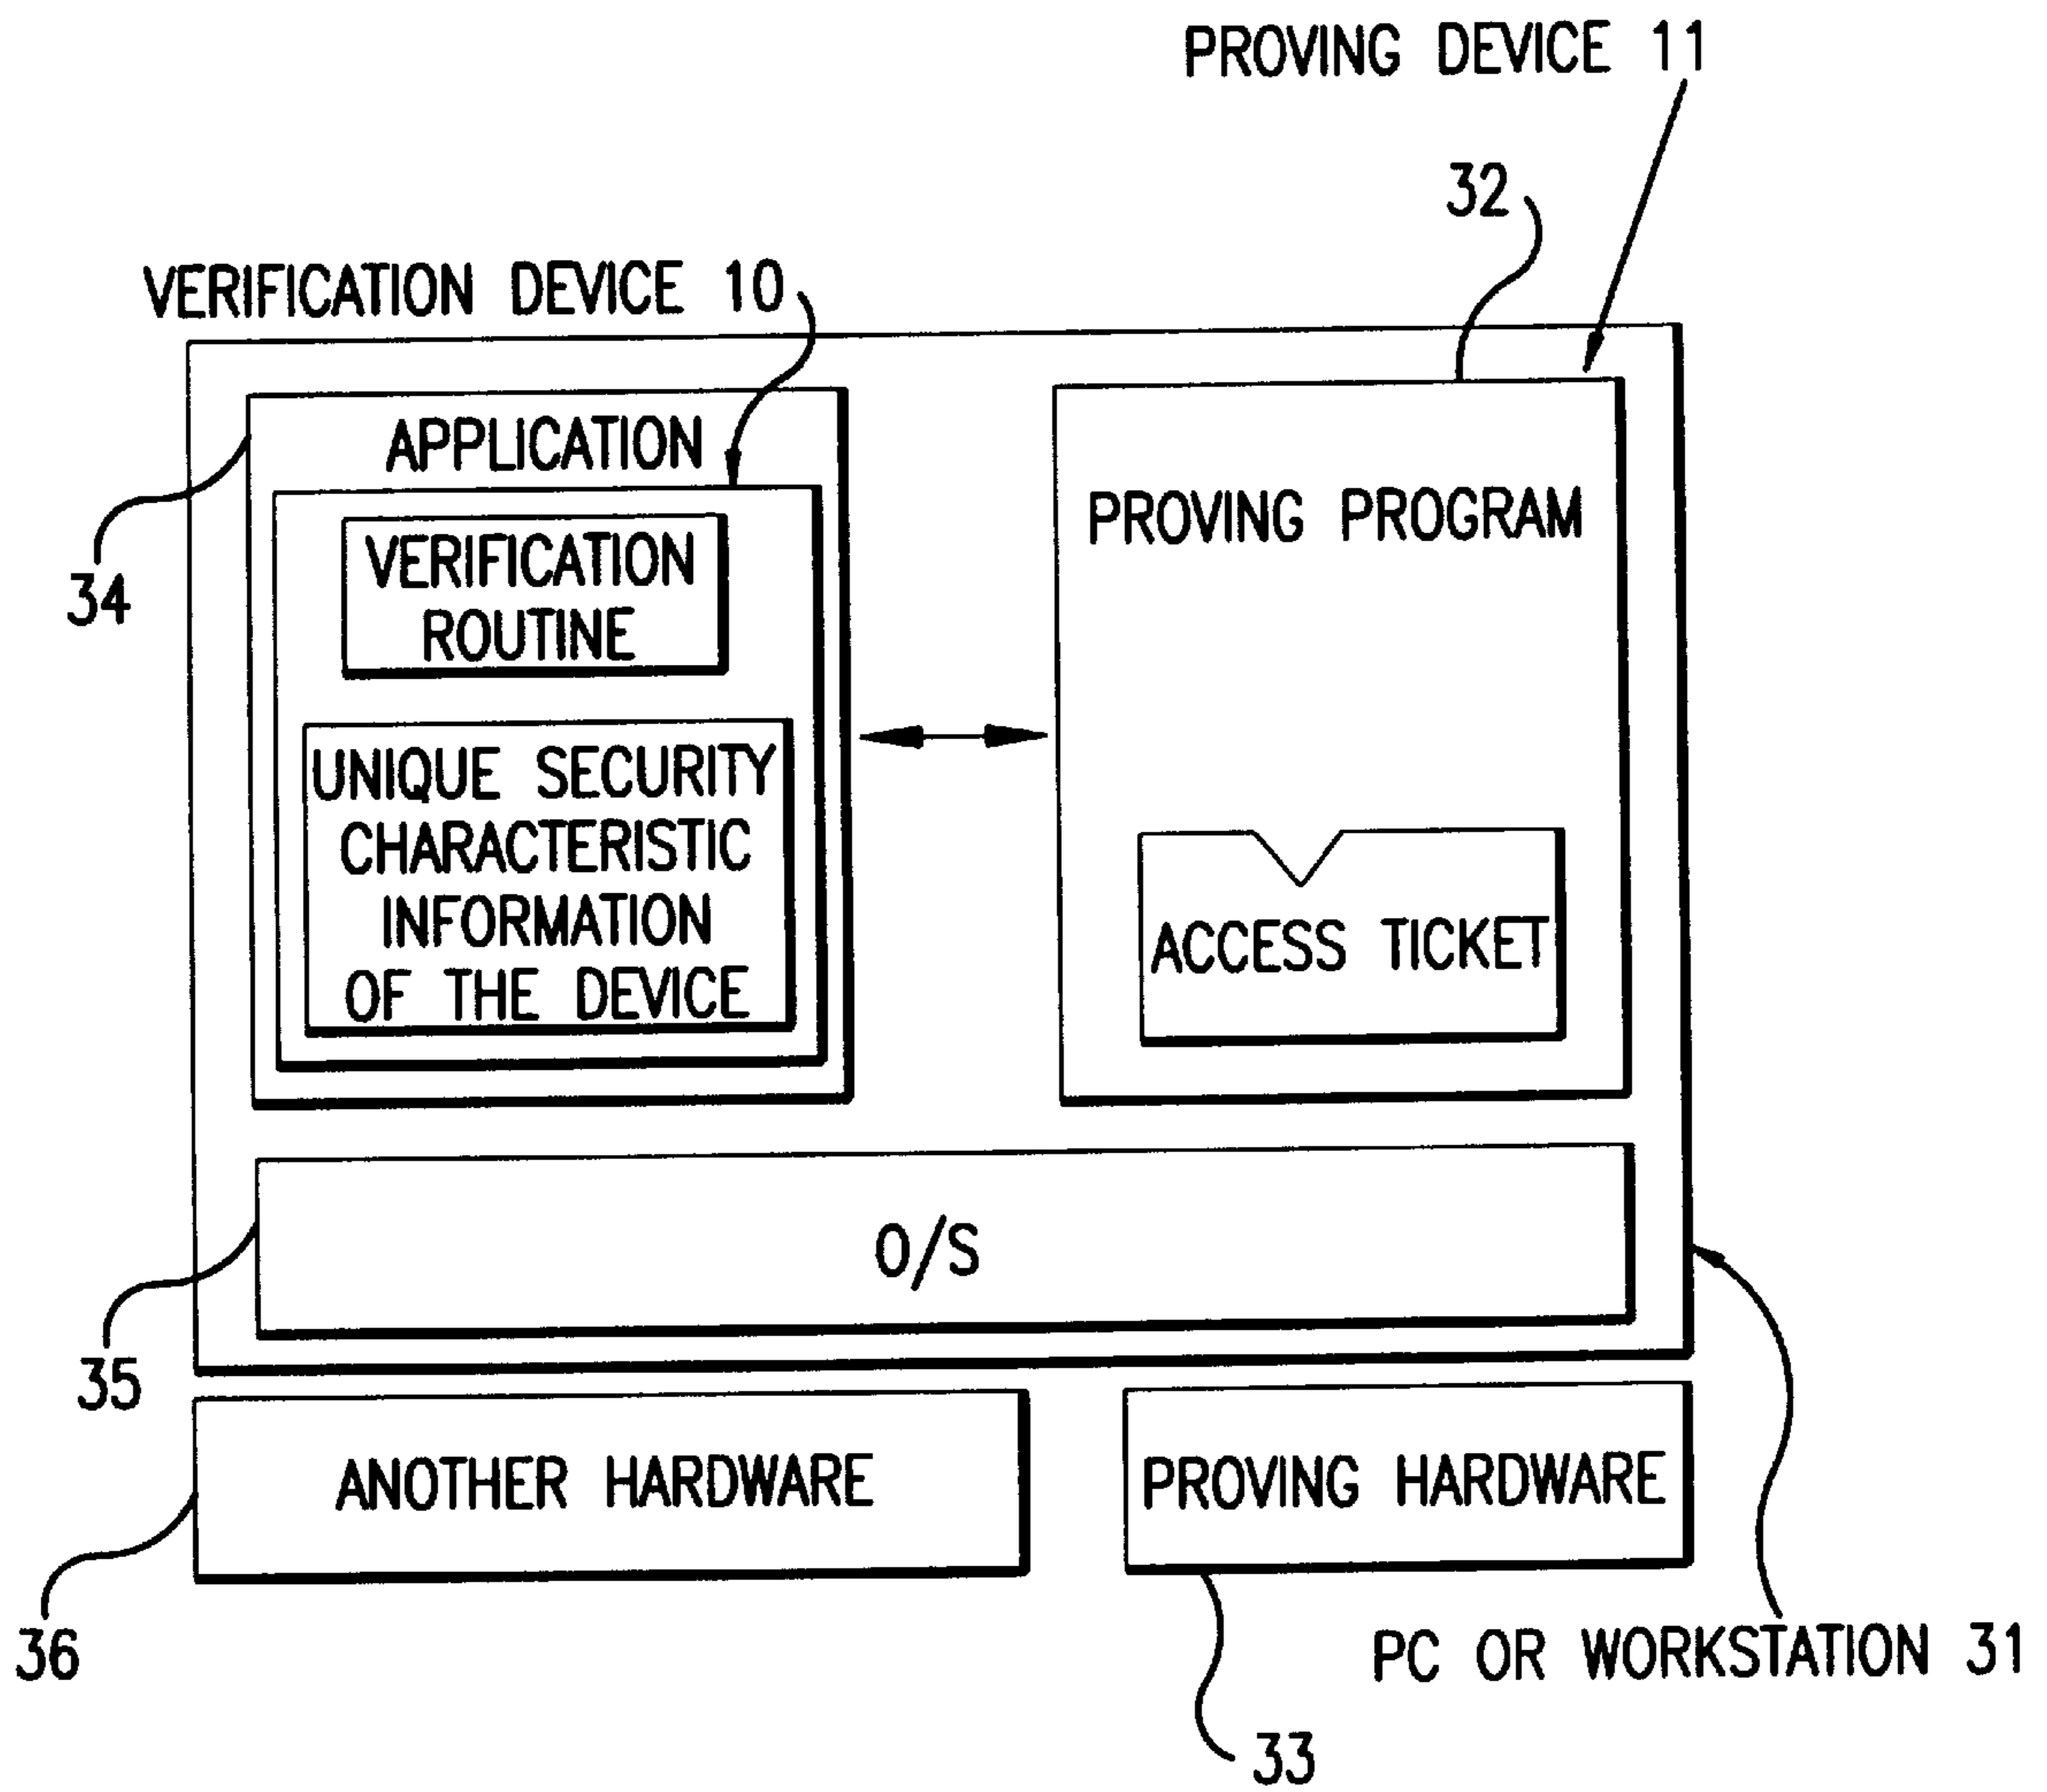 PROVING DEVICE 11
32
VERIFICATION DEVICE 10
APPLICATION
VERIFICATION
ROUTINE
UNIQUE SECURITY
CHARACTERISTIC
INFORMATION
OF THE DEVICE
34
PROVING PROGRAM
ACCESS TICKET
O/S
35
ANOTHER HARDWARE
PROVING HARDWARE
36
PC OR WORKSTATION 31
33